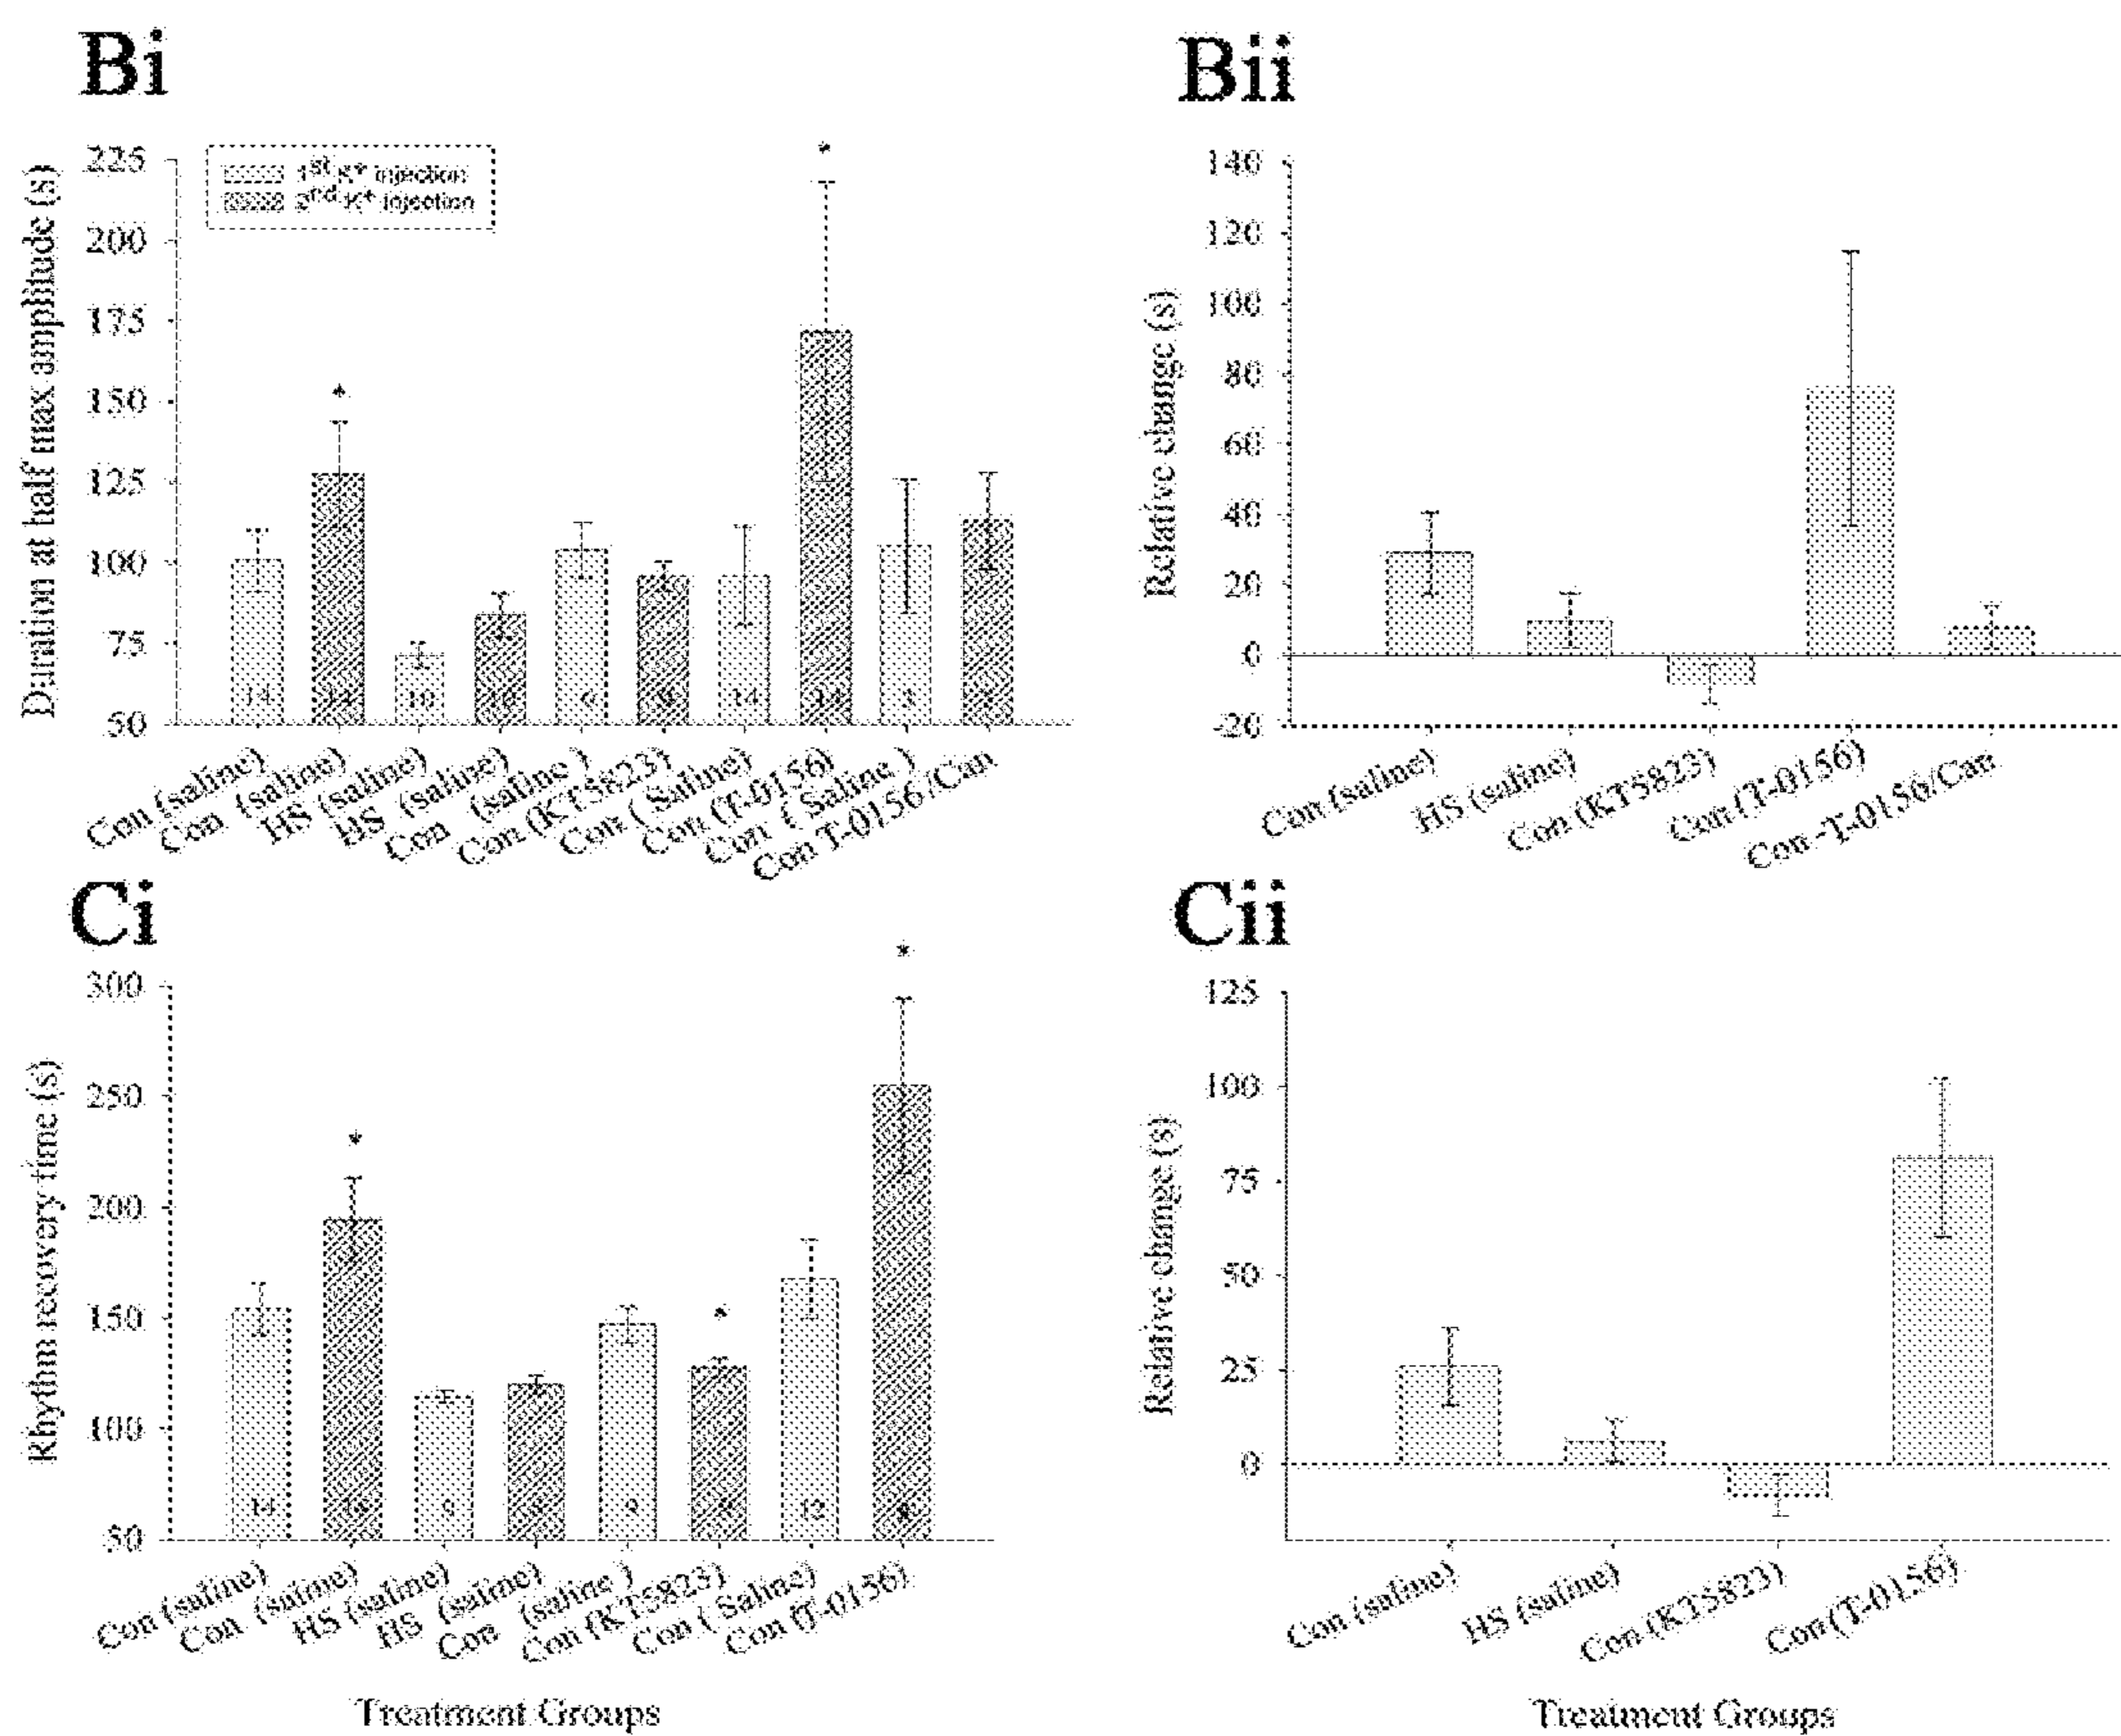 Bi
Duration at half max amplitude (s)
225
200
175
150
125
100
75
50
1st K+ injection
2nd K+ injection
*
*
14
14
10
10
9
9
14
14
Con (saline)
Con (saline)
HS (saline)
HS (saline)
Con (saline )
Con (KT5823)
Con ( Saline)
Con (T-0156)
Con ( Saline )
Con T-0156/Can
Bii
Relative change (s)
140
120
100
80
60
40
20
0
-20
Con (saline)
HS (saline)
Con (KT5823)
Con (T-0156)
Con -T-0156/Can
Ci
Rhythm recovery time (s)
300
250
200
150
100
50
*
*
*
14
14
9
9
9
9
12
Con (saline)
Con (saline)
HS (saline)
HS (saline)
Con (saline )
Con (KT5823)
Con ( Saline)
Con (T-0156)
Treatment Groups
Cii
Relative change (s)
125
100
75
50
25
0
Con (saline)
HS (saline)
Con (KT5823)
Con (T-0156)
Treatment Groups